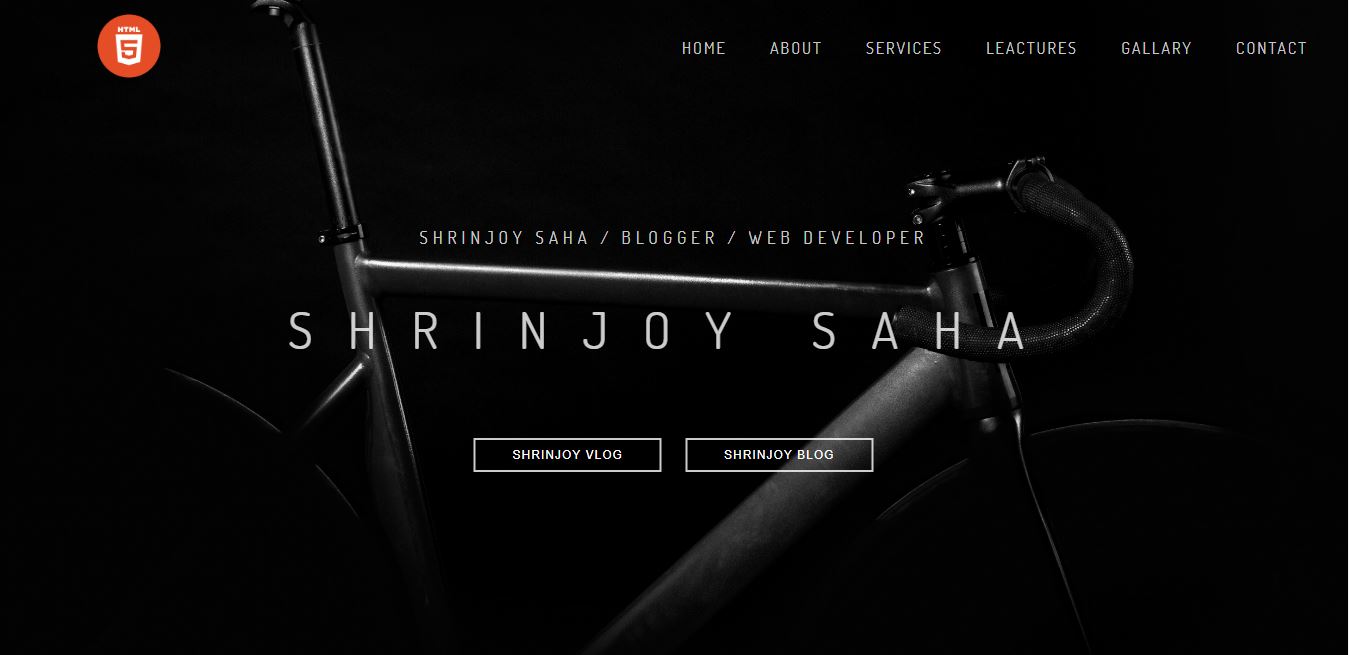 HTML
5
HOME ABOUT SERVICES LEACTURES GALLARY CONTACT
SHRINJOY SAHA / BLOGGER / WEB DEVELOPER
SHRINJOY SAHA
SHRINJOY VLOG SHRINJOY BLOG